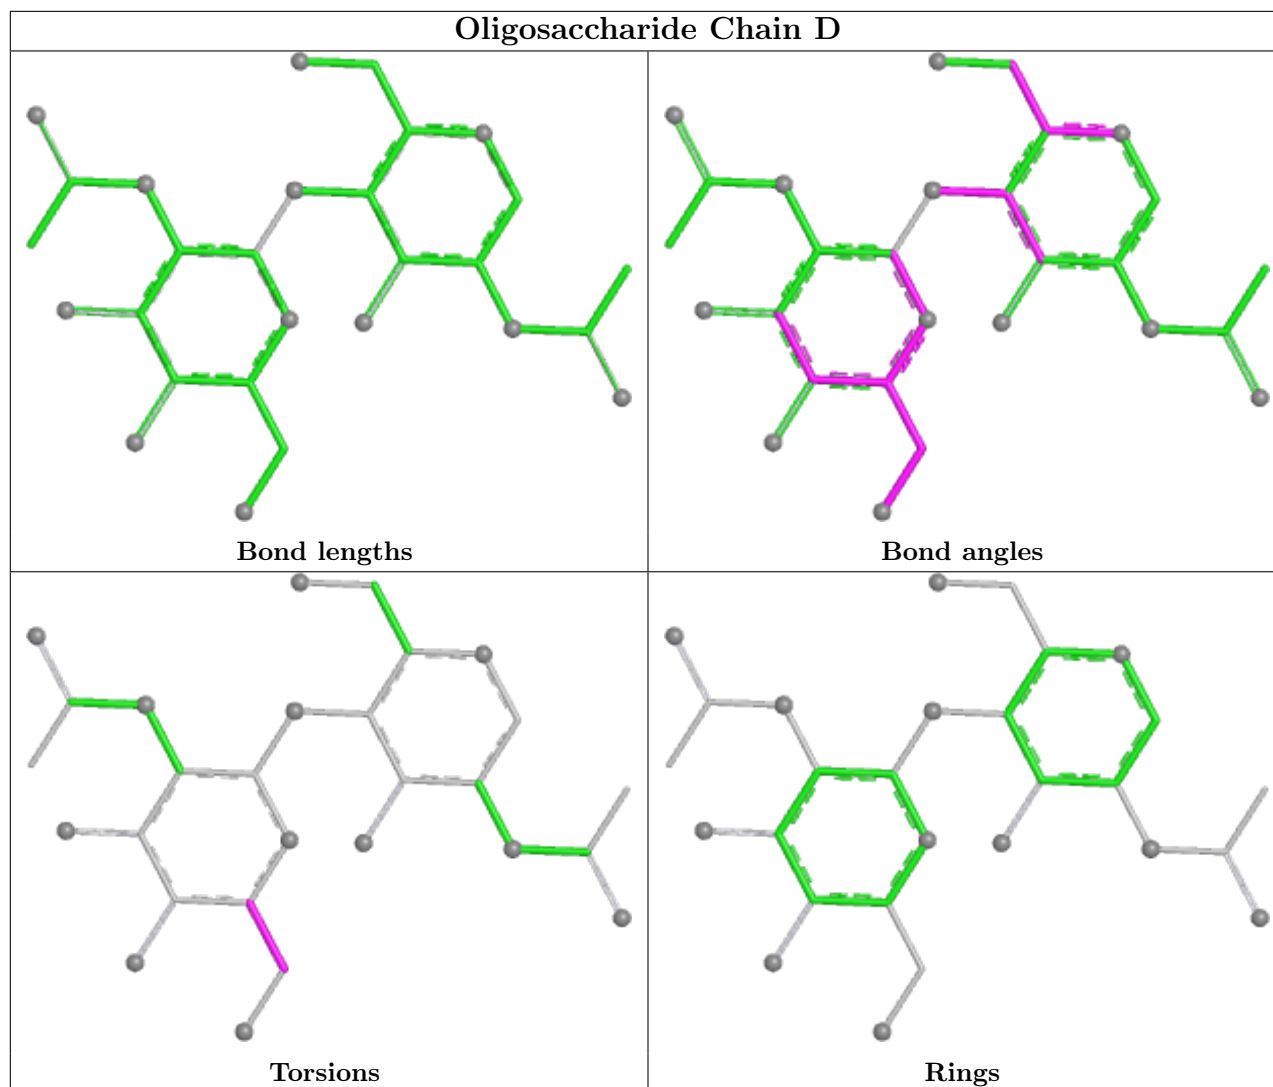 Oligosaccharide Chain D
Bond lengths
Bond angles
Torsions
Rings